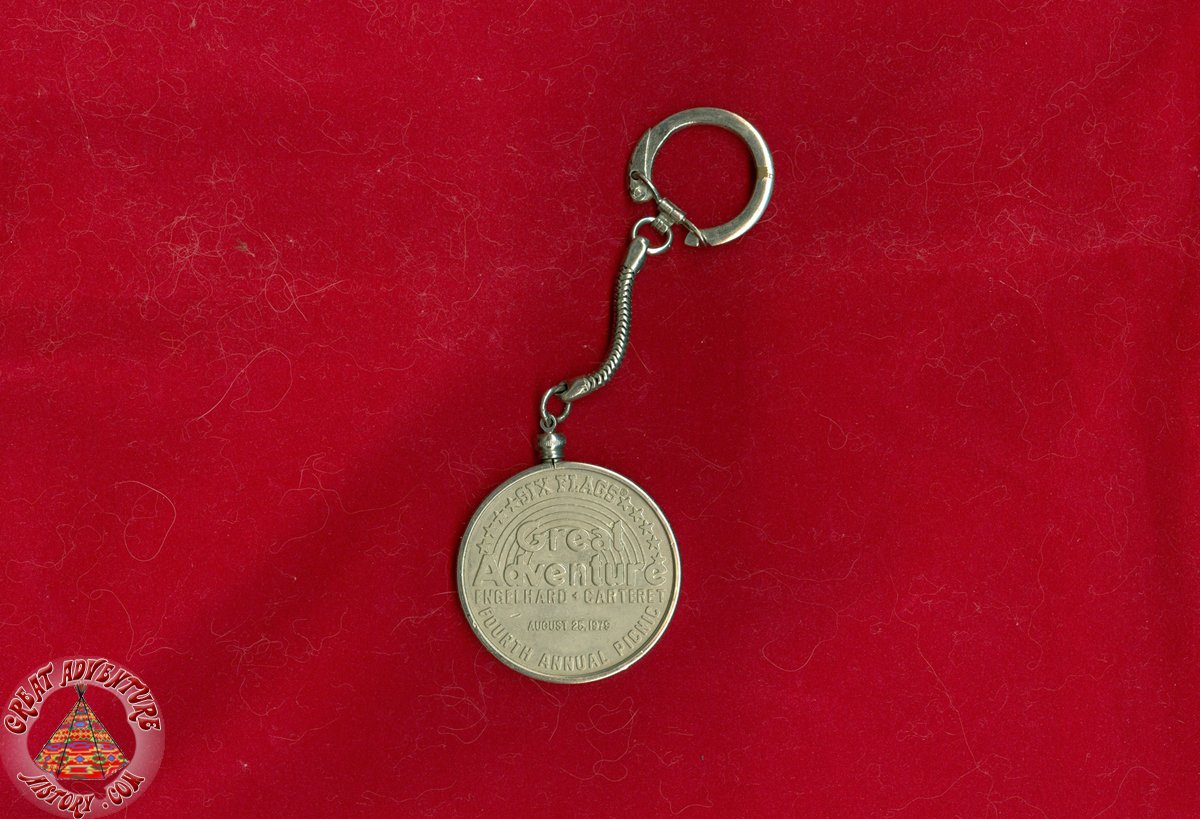 SIX FLAGS®
Great
Adventure
ENGELHARD • CARTERET
AUGUST 25, 1979
FOURTH ANNUAL PICNIC
GREAT ADVENTURE
HISTORY.COM